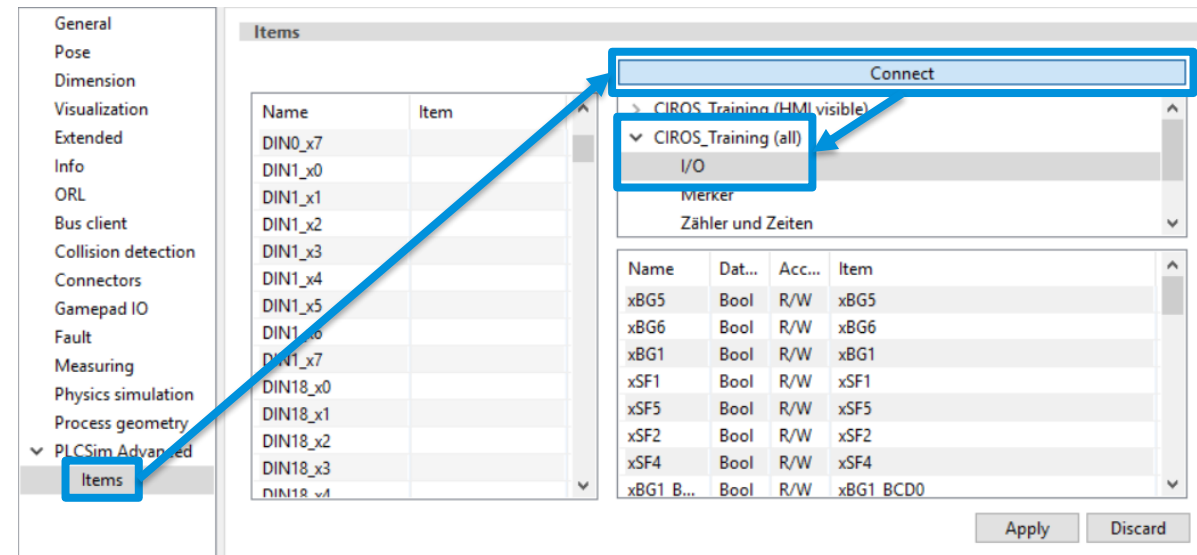 General
Pose
Dimension
Visualization
Extended
Info
ORL
Bus client
Collision detection
Connectors
Gamepad IO
Fault
Measuring
Physics simulation
Process geometry
PLCSim Advanced
Items
Items
Connect
Name Item
DIN0_x7
DIN1_x0
DIN1_x1
DIN1_x2
DIN1_x3
DIN1_x4
DIN1_x5
DIN1_x6
DIN1_x7
DIN18_x0
DIN18_x1
DIN18_x2
DIN18_x3
DIN18_x4
CIROS_Training (HMI visible)
CIROS_Training (all)
I/O
Merker
Zähler und Zeiten
Name Dat... Acc... Item
xBG5 Bool R/W xBG5
xBG6 Bool R/W xBG6
xBG1 Bool R/W xBG1
xSF1 Bool R/W xSF1
xSF5 Bool R/W xSF5
xSF2 Bool R/W xSF2
xSF4 Bool R/W xSF4
xBG1_B... Bool R/W xBG1_BCD0
Apply Discard